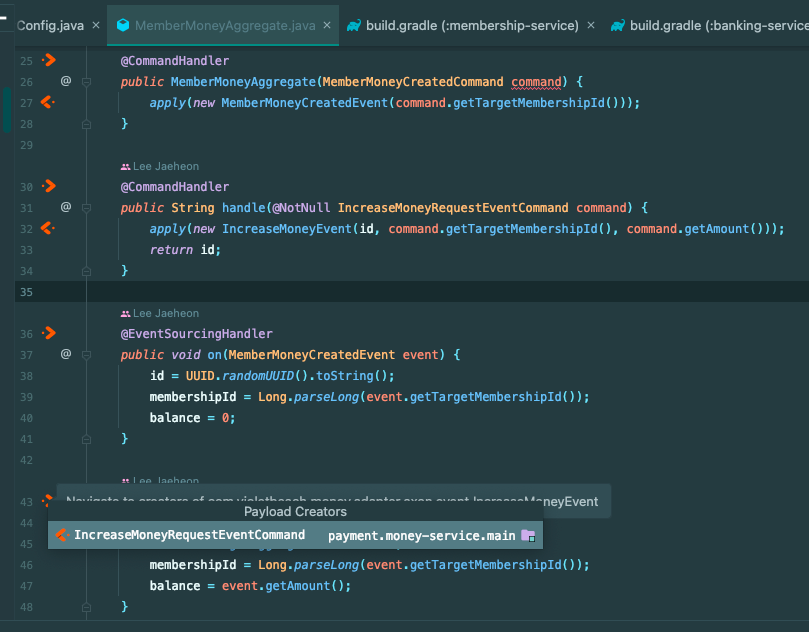 Config.java × MemberMoneyAggregate.java × build.gradle (:membership-service) × build.gradle (:banking-service
25 @CommandHandler
26 @ public MemberMoneyAggregate(MemberMoneyCreatedCommand command) {
27 apply(new MemberMoneyCreatedEvent(command.getTargetMembershipId()));
28 }
29
Lee Jaeheon
30 @CommandHandler
31 @ public String handle(@NotNull IncreaseMoneyRequestEventCommand command) {
32 apply(new IncreaseMoneyEvent(id, command.getTargetMembershipId(), command.getAmount()));
33 return id;
34 }
35
Lee Jaeheon
36 @EventSourcingHandler
37 @ public void on(MemberMoneyCreatedEvent event) {
38 id = UUID.randomUUID().toString();
39 membershipId = Long.parseLong(event.getTargetMembershipId());
40 balance = 0;
41 }
42
Lee Jaeheon
43 Navigate to creators of com.violetbeach.money.adapter.axon.event.IncreaseMoneyEvent
Payload Creators
44
IncreaseMoneyRequestEventCommand payment.money-service.main
45
46 membershipId = Long.parseLong(event.getTargetMembershipId());
47 balance = event.getAmount();
48 }